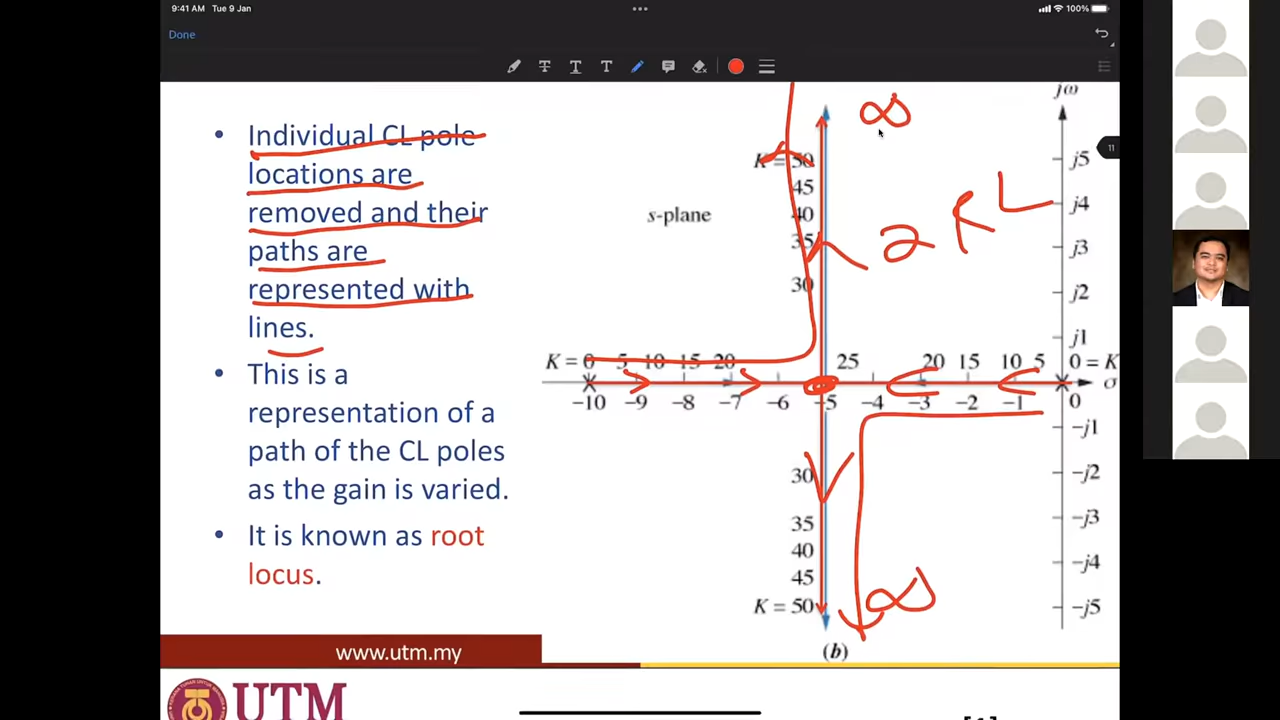 9:41 AM Tue 9 Jan
100%
Done
• Individual CL pole
locations are
removed and their
paths are
represented with
lines.
• This is a
representation of a
path of the CL poles
as the gain is varied.
• It is known as root
locus.
s-plane
jω
11
K = 50
45
40
35
30
j5
j4
j3
j2
j1
∞
2 RL
K = 0 5 10 15 20 25 20 15 10 5 0 = K
σ
−10 −9 −8 −7 −6 −5 −4 −3 −2 −1 0
30
35
40
45
K = 50
−j1
−j2
−j3
−j4
−j5
∞
(b)
www.utm.my
UTM
[1]